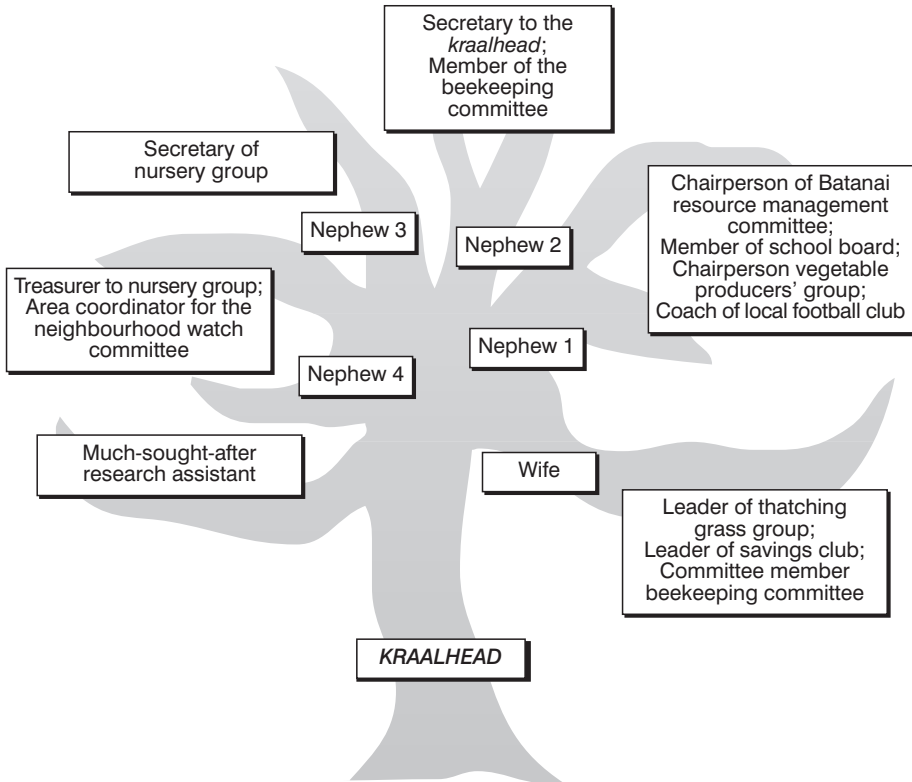 Secretary to the
kraalhead;
Member of the
beekeeping
committee
Secretary of
nursery group
Chairperson of Batanai
resource management
committee;
Member of school board;
Chairperson vegetable
producers’ group;
Coach of local football club
Nephew 3
Nephew 2
Treasurer to nursery group;
Area coordinator for the
neighbourhood watch
committee
Nephew 1
Nephew 4
Much-sought-after
research assistant
Wife
Leader of thatching
grass group;
Leader of savings club;
Committee member
beekeeping committee
KRAALHEAD